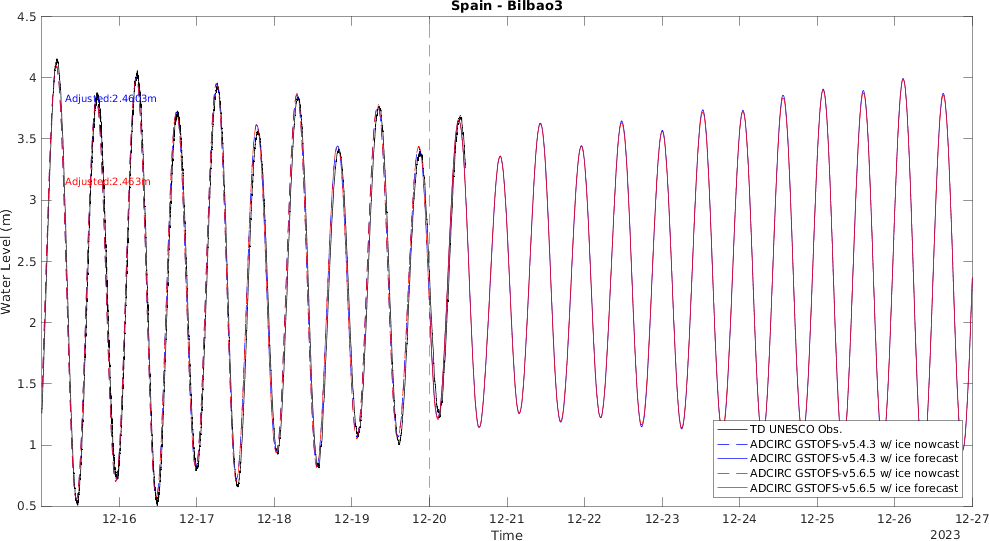 Spain - Bilbao3
4.5
4
3.5
3
2.5
2
1.5
1
0.5
Water Level (m)
Adjusted:2.4603m
Adjusted:2.463m
TD UNESCO Obs.
ADCIRC GSTOFS-v5.4.3 w/ ice nowcast
ADCIRC GSTOFS-v5.4.3 w/ ice forecast
ADCIRC GSTOFS-v5.6.5 w/ ice nowcast
ADCIRC GSTOFS-v5.6.5 w/ ice forecast
12-16 12-17 12-18 12-19 12-20 12-21 12-22 12-23 12-24 12-25 12-26 12-27
Time
2023